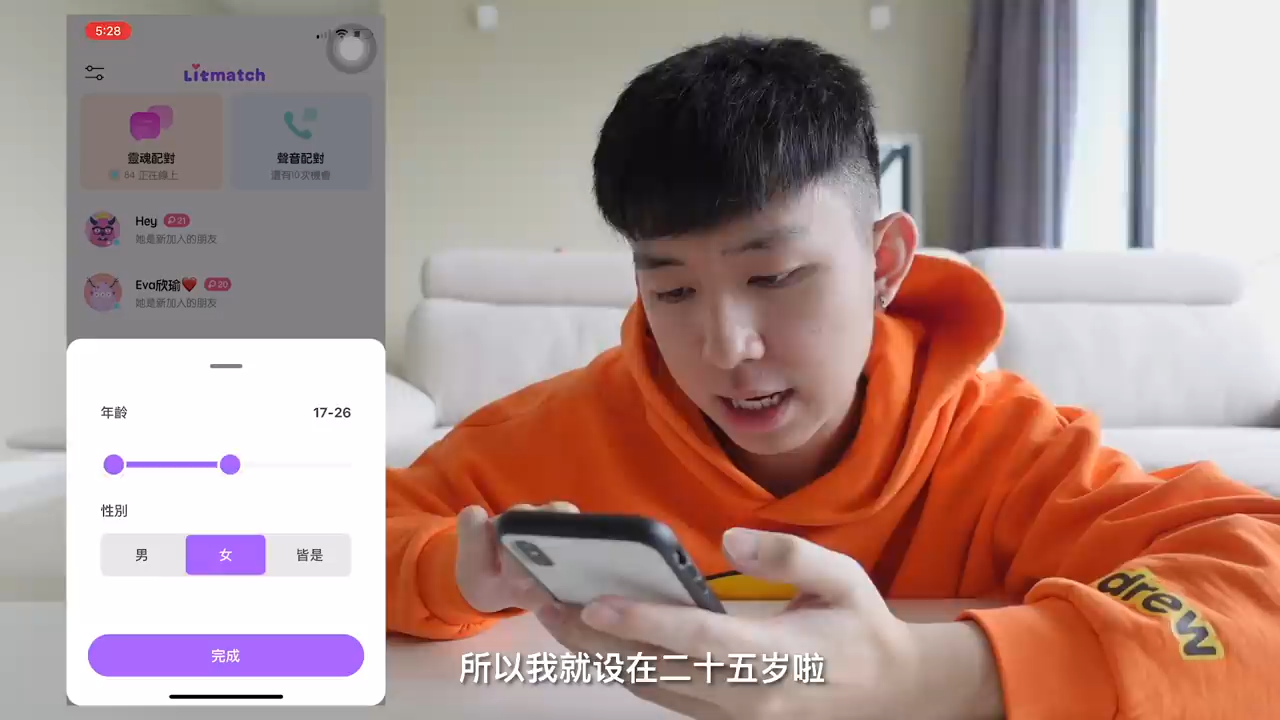 5:28
Litmatch
靈魂配對
64 正在線上
聲音配對
還有10次機會
Hey 21
她是新加入的朋友
Eva欣瑜❤️ 20
她是新加入的朋友
年齡 17-26
性別
男 女 皆是
完成
drew
所以我就设在二十五岁啦